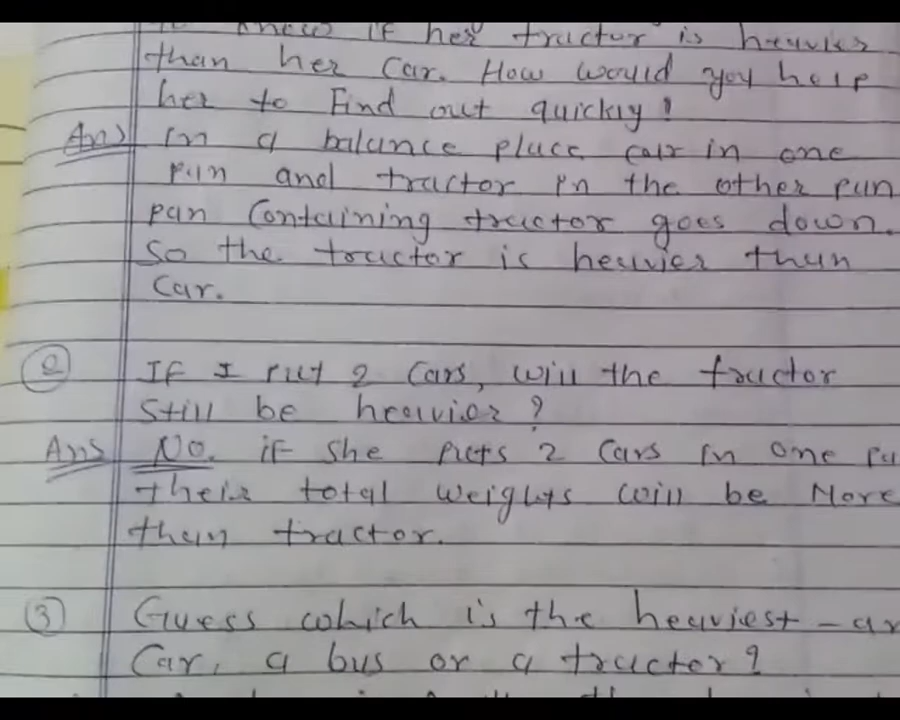 to know if her tractor is heavier
than her car. How would you help
her to Find out quickly?
Ans) In a balance place car in one
pan and tractor in the other pan
pan Containing tractor goes down.
So the tractor is heavier than
Car.
② If I put 2 Cars, will the tractor
Still be heavier?
Ans No. if She puts 2 Cars in one pa
their total weights will be More
than tractor.
③ Guess which is the heaviest - a
Car, a bus or a tractor?